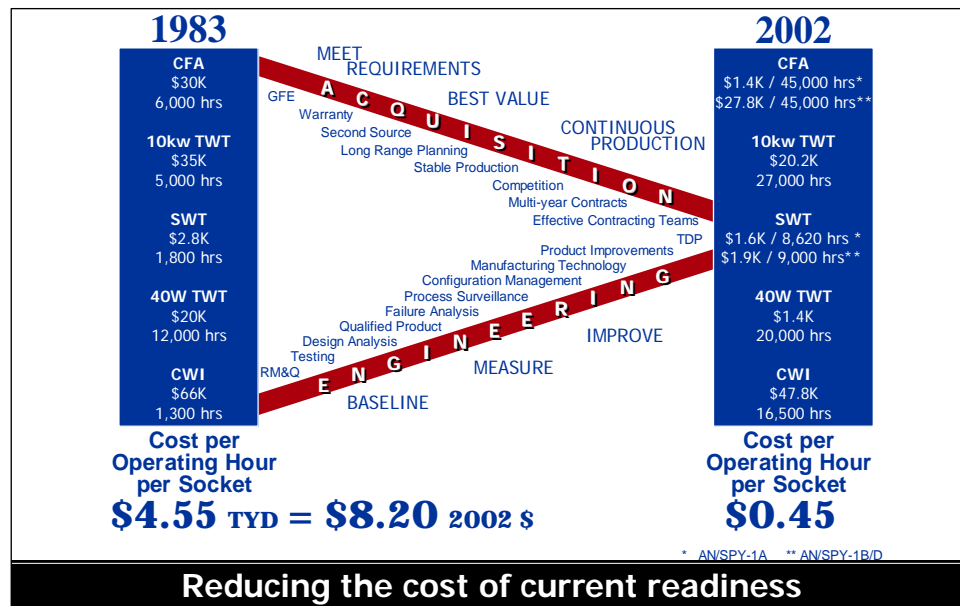 1983
CFA
$30K
6,000 hrs
10kw TWT
$35K
5,000 hrs
SWT
$2.8K
1,800 hrs
40W TWT
$20K
12,000 hrs
CWI
$66K
1,300 hrs
Cost per
Operating Hour
per Socket
$4.55 TYD = $8.20 2002 $
MEET
REQUIREMENTS
BEST VALUE
CONTINUOUS
PRODUCTION
ACQUISITION
GFE
Warranty
Second Source
Long Range Planning
Stable Production
Competition
Multi-year Contracts
Effective Contracting Teams
TDP
Product Improvements
Manufacturing Technology
Configuration Management
Process Surveillance
Failure Analysis
Qualified Product
Design Analysis
Testing
RM&Q
ENGINEERING
IMPROVE
MEASURE
BASELINE
2002
CFA
$1.4K / 45,000 hrs*
$27.8K / 45,000 hrs**
10kw TWT
$20.2K
27,000 hrs
SWT
$1.6K / 8,620 hrs *
$1.9K / 9,000 hrs**
40W TWT
$1.4K
20,000 hrs
CWI
$47.8K
16,500 hrs
Cost per
Operating Hour
per Socket
$0.45
* AN/SPY-1A ** AN/SPY-1B/D
Reducing the cost of current readiness